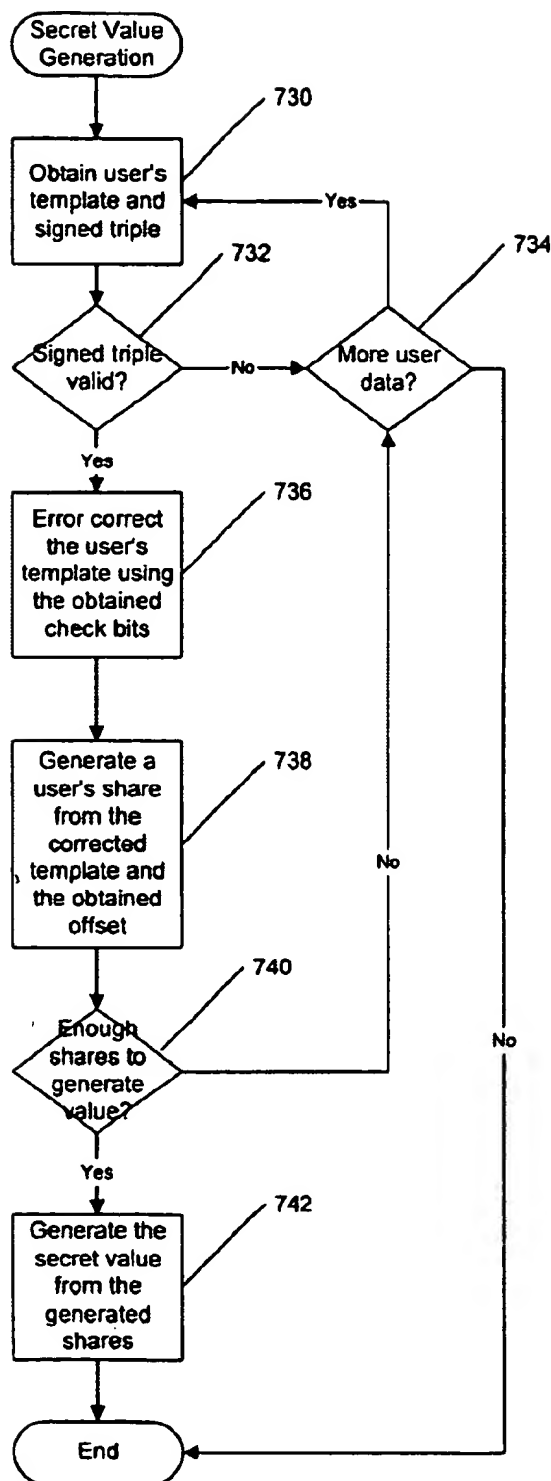 Secret Value
Generation
730
Obtain user's
template and
signed triple
Yes
732
734
Signed triple
valid?
No
More user
data?
Yes
736
Error correct
the user's
template using
the obtained
check bits
738
Generate a
user's share
from the
corrected
template and
the obtained
offset
No
740
Enough
shares to
generate
value?
No
Yes
742
Generate the
secret value
from the
generated
shares
End